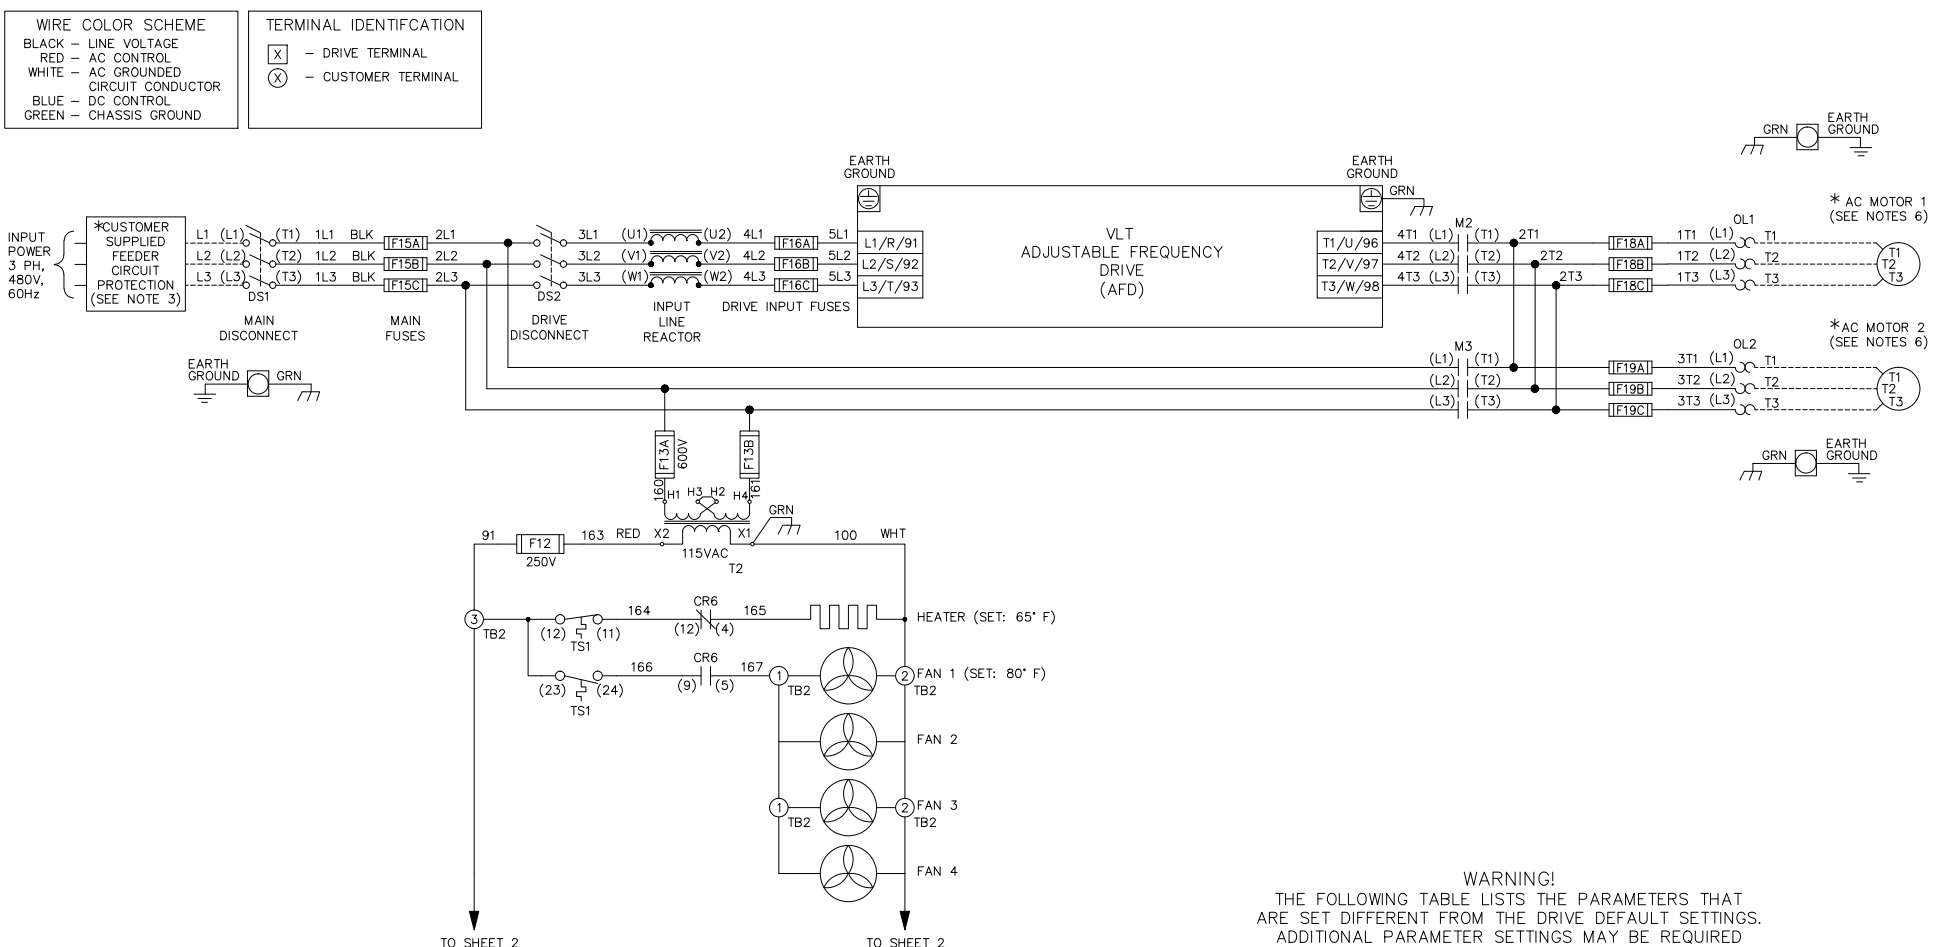 WIRE COLOR SCHEME
BLACK – LINE VOLTAGE
RED – AC CONTROL
WHITE – AC GROUNDED
CIRCUIT CONDUCTOR
BLUE – DC CONTROL
GREEN – CHASSIS GROUND
TERMINAL IDENTIFCATION
X – DRIVE TERMINAL
X – CUSTOMER TERMINAL
INPUT
POWER
3 PH,
480V,
60Hz
*CUSTOMER
SUPPLIED
FEEDER
CIRCUIT
PROTECTION
(SEE NOTE 3)
L1 (L1) (T1) 1L1 BLK F15A 2L1
L2 (L2) (T2) 1L2 BLK F15B 2L2
L3 (L3) (T3) 1L3 BLK F15C 2L3
DS1
MAIN
DISCONNECT
MAIN
FUSES
DS2
DRIVE
DISCONNECT
3L1 (U1) (U2) 4L1 F16A 5L1
3L2 (V1) (V2) 4L2 F16B 5L2
3L3 (W1) (W2) 4L3 F16C 5L3
INPUT
LINE
REACTOR
DRIVE INPUT FUSES
EARTH
GROUND
L1/R/91
L2/S/92
L3/T/93
VLT
ADJUSTABLE FREQUENCY
DRIVE
(AFD)
EARTH
GROUND
GRN
T1/U/96
T2/V/97
T3/W/98
M2
4T1 (L1) (T1) 2T1 F18A 1T1 (L1) T1
4T2 (L2) (T2) 2T2 F18B 1T2 (L2) T2
4T3 (L3) (T3) 2T3 F18C 1T3 (L3) T3
OL1
GRN
EARTH
GROUND
* AC MOTOR 1
(SEE NOTES 6)
T1
T2
T3
M3
(L1) (T1) F19A 3T1 (L1) T1
(L2) (T2) F19B 3T2 (L2) T2
(L3) (T3) F19C 3T3 (L3) T3
OL2
*AC MOTOR 2
(SEE NOTES 6)
T1
T2
T3
GRN
EARTH
GROUND
EARTH
GROUND
GRN
F13A
600V
F13B
160
161
H1 H3 H2 H4
GRN
91 F12 163 RED X2 X1 100 WHT
250V
115VAC
T2
3
TB2
164 CR6 165
(12) (11) (12) (4)
TS1
HEATER (SET: 65° F)
166 CR6 167 1 2 FAN 1 (SET: 80° F)
(23) (24) (9) (5) TB2 TB2
TS1
FAN 2
1 2 FAN 3
TB2 TB2
FAN 4
TO SHEET 2
TO SHEET 2
WARNING!
THE FOLLOWING TABLE LISTS THE PARAMETERS THAT
ARE SET DIFFERENT FROM THE DRIVE DEFAULT SETTINGS.
ADDITIONAL PARAMETER SETTINGS MAY BE REQUIRED